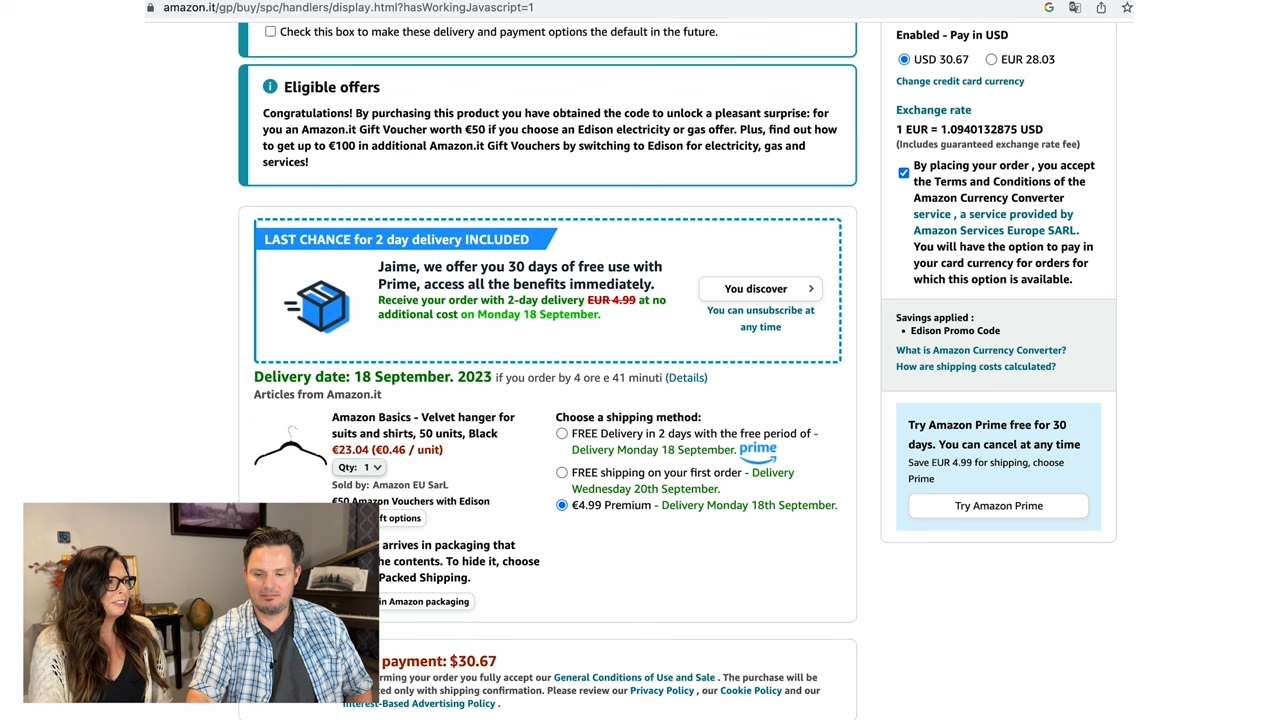 amazon.it/gp/buy/spc/handlers/display.html?hasWorkingJavascript=1
Check this box to make these delivery and payment options the default in the future.
Eligible offers
Congratulations! By purchasing this product you have obtained the code to unlock a pleasant surprise: for
you an Amazon.it Gift Voucher worth €50 if you choose an Edison electricity or gas offer. Plus, find out how
to get up to €100 in additional Amazon.it Gift Vouchers by switching to Edison for electricity, gas and
services!
LAST CHANCE for 2 day delivery INCLUDED
Jaime, we offer you 30 days of free use with
Prime, access all the benefits immediately.
Receive your order with 2-day delivery EUR 4.99 at no
additional cost on Monday 18 September.
You discover
You can unsubscribe at
any time
Delivery date: 18 September. 2023 if you order by 4 ore e 41 minuti (Details)
Articles from Amazon.it
Amazon Basics - Velvet hanger for
suits and shirts, 50 units, Black
€23.04 (€0.46 / unit)
Qty: 1
Sold by: Amazon EU SarL
€50 Amazon Vouchers with Edison
ft options
arrives in packaging that
he contents. To hide it, choose
Packed Shipping.
in Amazon packaging
Choose a shipping method:
FREE Delivery in 2 days with the free period of -
Delivery Monday 18 September. prime
FREE shipping on your first order - Delivery
Wednesday 20th September.
€4.99 Premium - Delivery Monday 18th September.
payment: $30.67
rming your order you fully accept our General Conditions of Use and Sale . The purchase will be
ed only with shipping confirmation. Please review our Privacy Policy , our Cookie Policy and our
Interest-Based Advertising Policy .
Enabled - Pay in USD
USD 30.67 EUR 28.03
Change credit card currency
Exchange rate
1 EUR = 1.0940132875 USD
(Includes guaranteed exchange rate fee)
By placing your order , you accept
the Terms and Conditions of the
Amazon Currency Converter
service , a service provided by
Amazon Services Europe SARL.
You will have the option to pay in
your card currency for orders for
which this option is available.
Savings applied :
• Edison Promo Code
What is Amazon Currency Converter?
How are shipping costs calculated?
Try Amazon Prime free for 30
days. You can cancel at any time
Save EUR 4.99 for shipping, choose
Prime
Try Amazon Prime